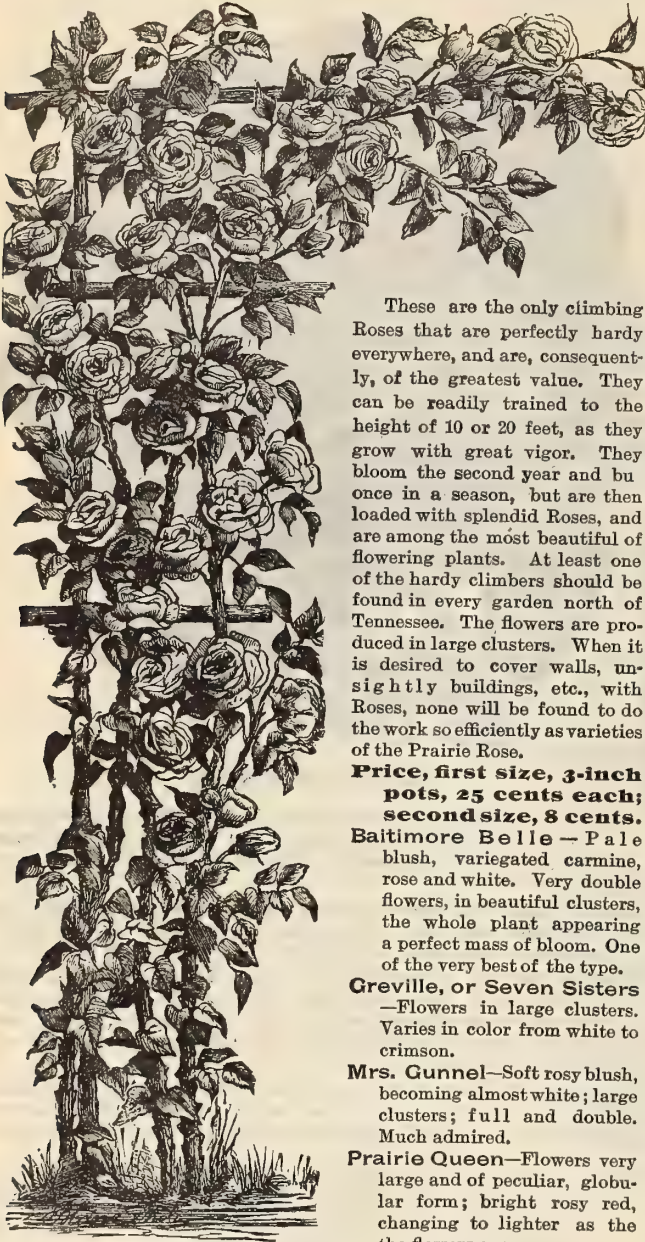 These are the only climbing
Roses that are perfectly hardy
everywhere, and are, consequent-
ly, of the greatest value. They
can be readily trained to the
height of 10 or 20 feet, as they
grow with great vigor. They
bloom the second year and bu
once in a season, but are then
loaded with splendid Roses, and
are among the most beautiful of
flowering plants. At least one
of the hardy climbers should be
found in every garden north of
Tennessee. The flowers are pro-
duced in large clusters. When it
is desired to cover walls, un-
sightly buildings, etc., with
Roses, none will be found to do
the work so efficiently as varieties
of the Prairie Rose.
Price, first size, 3-inch
pots, 25 cents each;
second size, 8 cents.
Baitimore Belle—Pale
blush, variegated carmine,
rose and white. Very double
flowers, in beautiful clusters,
the whole plant appearing
a perfect mass of bloom. One
of the very best of the type.
Greville, or Seven Sisters
—Flowers in large clusters.
Varies in color from white to
crimson.
Mrs. Gunnel—Soft rosy blush,
becoming almost white; large
clusters; full and double.
Much admired.
Prairie Queen—Flowers very
large and of peculiar, globu-
lar form; bright rosy red,
changing to lighter as the